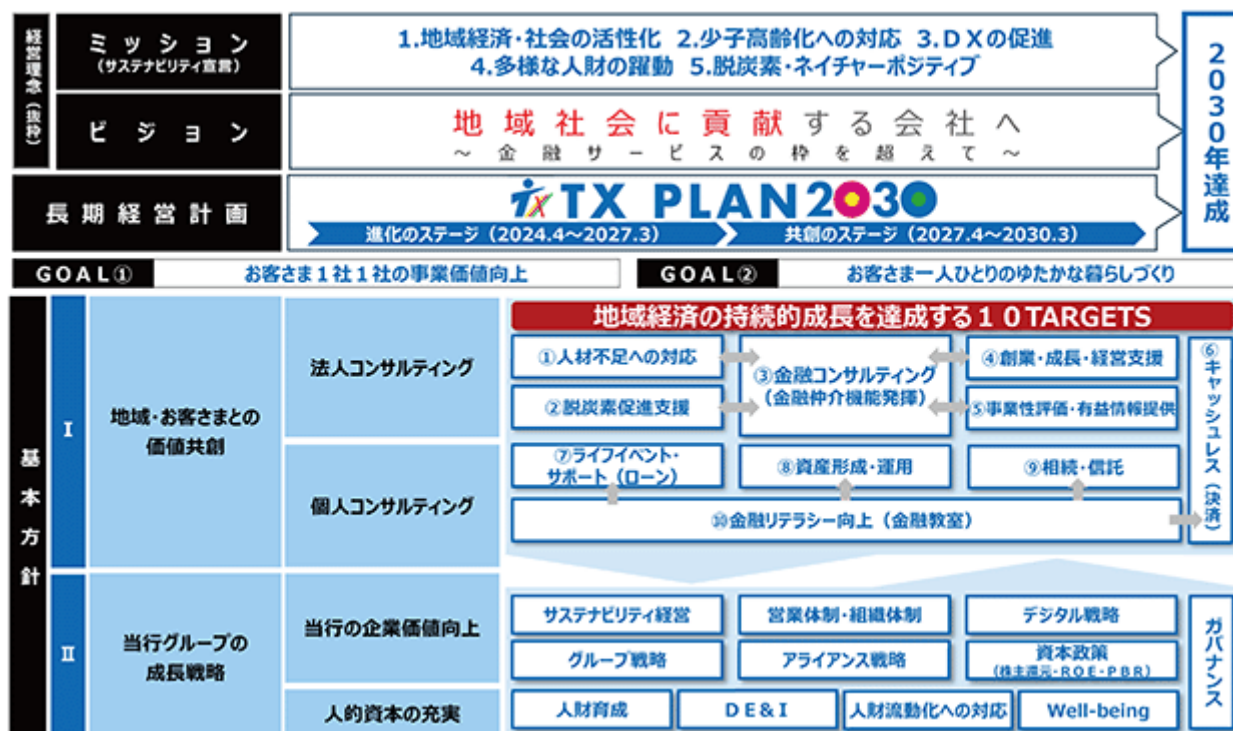 経営理念(抜粋)
ミッション
(サステナビリティ宣言)
1.地域経済・社会の活性化 2.少子高齢化への対応 3.DXの促進
4.多様な人財の躍動 5.脱炭素・ネイチャーポジティブ
ビジョン
地域社会に貢献する会社へ
～金融サービスの枠を超えて～
長期経営計画
TX PLAN2030
進化のステージ(2024.4～2027.3)
共創のステージ(2027.4～2030.3)
2030年達成
GOAL① お客さま1社1社の事業価値向上
GOAL② お客さま一人ひとりのゆたかな暮らしづくり
基本方針
Ⅰ
地域・お客さまとの
価値共創
法人コンサルティング
個人コンサルティング
地域経済の持続的成長を達成する10TARGETS
①人材不足への対応
②脱炭素促進支援
③金融コンサルティング
(金融仲介機能発揮)
④創業・成長・経営支援
⑤事業性評価・有益情報提供
⑥キャッシュレス(決済)
⑦ライフイベント・
サポート(ローン)
⑧資産形成・運用
⑨相続・信託
⑩金融リテラシー向上(金融教室)
Ⅱ
当行グループの
成長戦略
当行の企業価値向上
サステナビリティ経営
営業体制・組織体制
デジタル戦略
グループ戦略
アライアンス戦略
資本政策
(株主還元・ROE・PBR)
ガバナンス
人的資本の充実
人財育成
DE&I
人財流動化への対応
Well-being